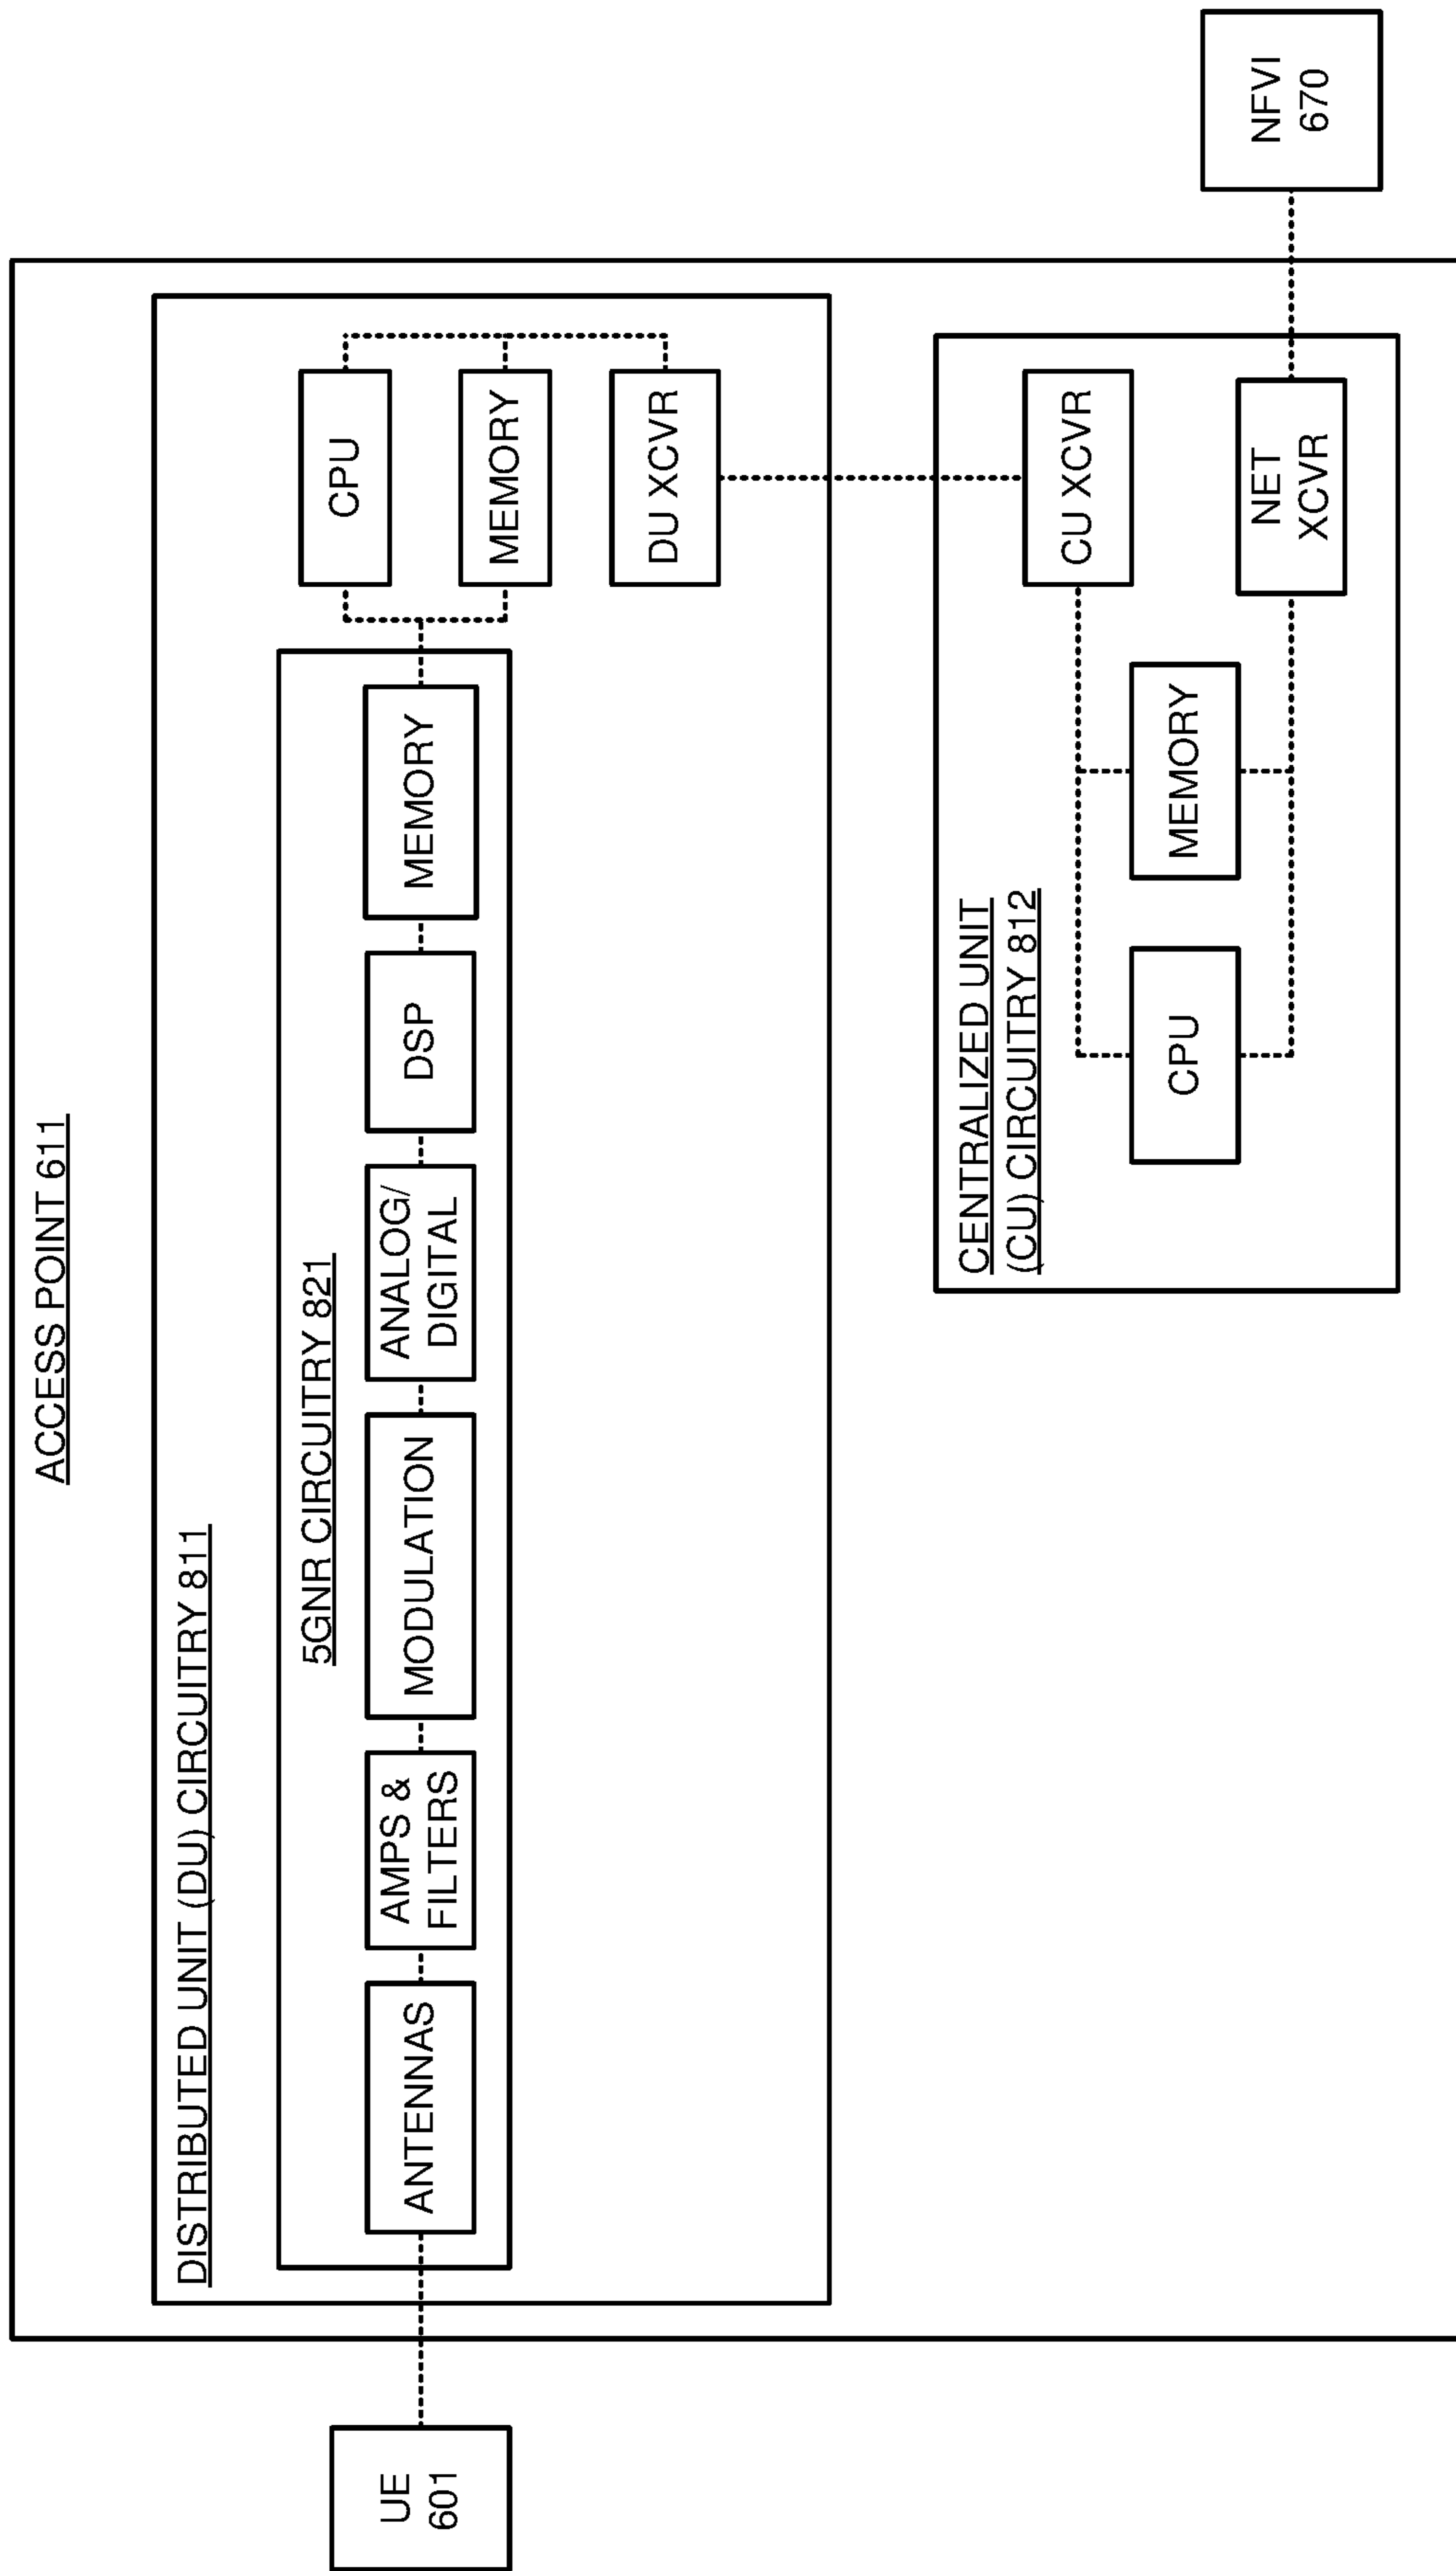 ACCESS POINT 611
DISTRIBUTED UNIT (DU) CIRCUITRY 811
5GNR CIRCUITRY 821
UE
601
ANTENNAS
AMPS &
FILTERS
MODULATION
ANALOG/
DIGITAL
DSP
MEMORY
CPU
MEMORY
DU XCVR
CENTRALIZED UNIT
(CU) CIRCUITRY 812
CPU
MEMORY
CU XCVR
NET
XCVR
NFVI
670